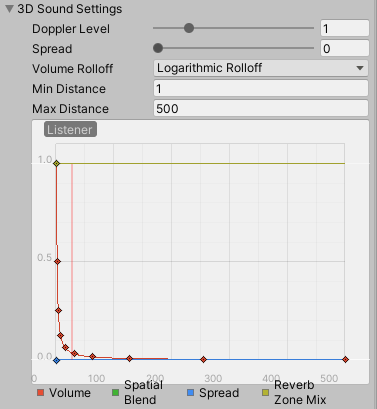 3D Sound Settings
Doppler Level 1
Spread 0
Volume Rolloff Logarithmic Rolloff
Min Distance 1
Max Distance 500
Listener
1.0
0.5
0.0
0 100 200 300 400 500
Volume Spatial Blend Spread Reverb Zone Mix